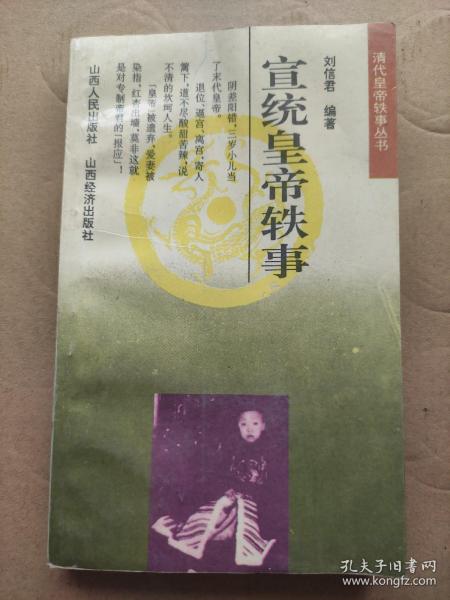 清代皇帝轶事丛书
刘信君 编著
宣统皇帝轶事
阴差阳错，三岁小儿当
了末代皇帝。
退位、逼宫、离宫、寄人
篱下，道不尽酸甜苦辣，说
不清的坎坷人生。
“皇帝”被遗弃，爱妻被
染指，红杏出墙，莫非这就
是对专制君的“报应”！
山西人民出版社 山西经济出版社
孔夫子旧书网
www.kongfz.com